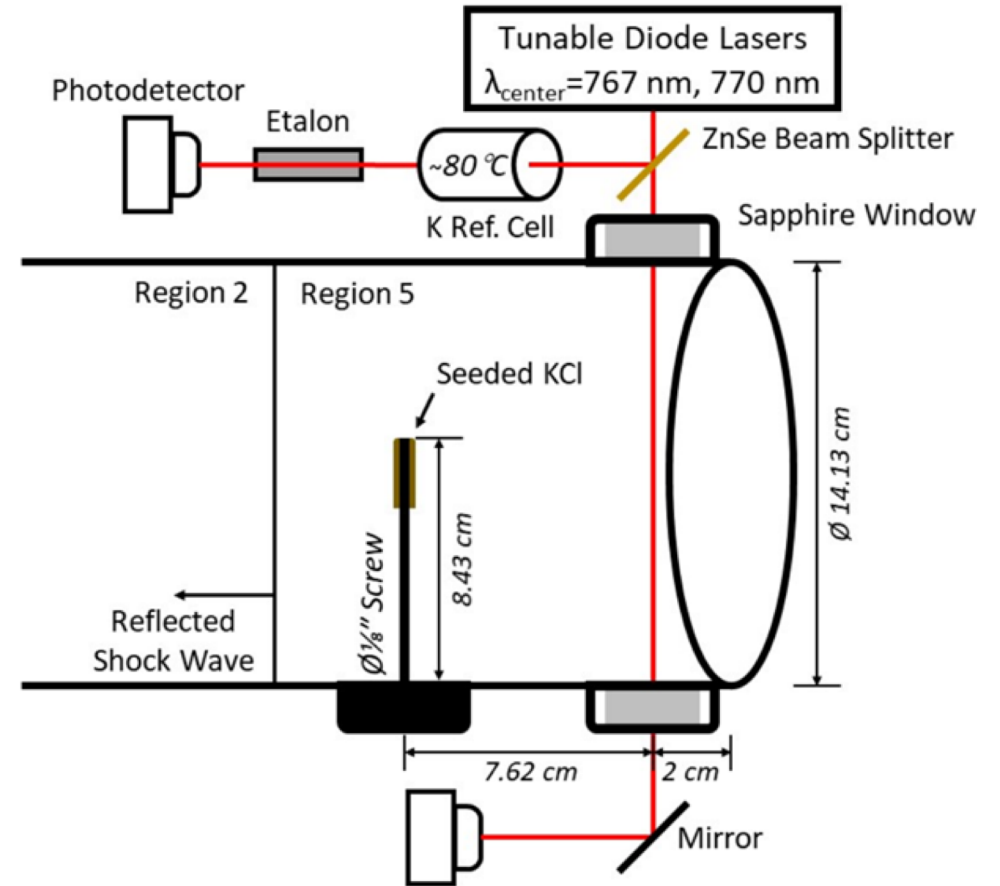 Tunable Diode Lasers
λcenter=767 nm, 770 nm
Photodetector
Etalon
ZnSe Beam Splitter
~80 ℃
K Ref. Cell
Sapphire Window
Region 2
Region 5
Seeded KCl
Ø⅛" Screw
8.43 cm
Ø 14.13 cm
Reflected
Shock Wave
7.62 cm
2 cm
Mirror